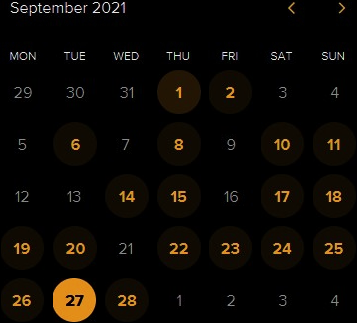 September 2021
MON TUE WED THU FRI SAT SUN
29 30 31 1 2 3 4
5 6 7 8 9 10 11
12 13 14 15 16 17 18
19 20 21 22 23 24 25
26 27 28 1 2 3 4